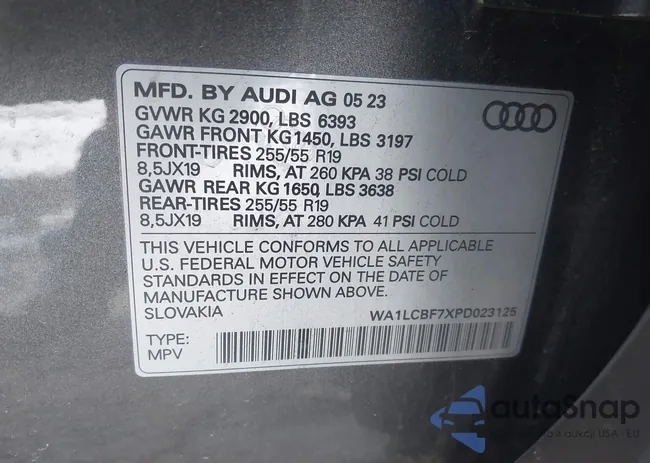 MFD. BY AUDI AG 05 23
GVWR KG 2900, LBS 6393
GAWR FRONT KG1450, LBS 3197
FRONT-TIRES 255/55 R19
8,5JX19 RIMS, AT 260 KPA 38 PSI COLD
GAWR REAR KG 1650, LBS 3638
REAR-TIRES 255/55 R19
8,5JX19 RIMS, AT 280 KPA 41 PSI COLD
THIS VEHICLE CONFORMS TO ALL APPLICABLE
U.S. FEDERAL MOTOR VEHICLE SAFETY
STANDARDS IN EFFECT ON THE DATE OF
MANUFACTURE SHOWN ABOVE.
SLOVAKIA WA1LCBF7XPD023125
TYPE:
MPV
autoSnap
aukcji USA - EU